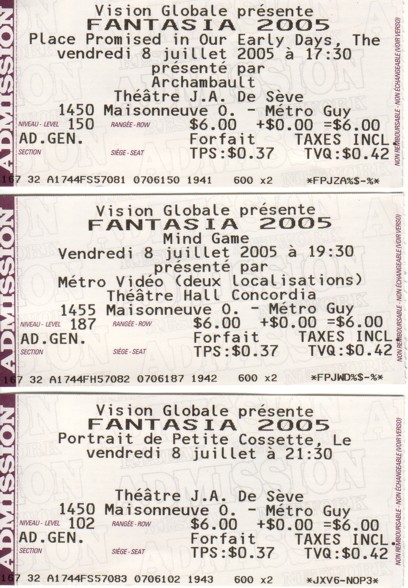 Vision Globale présente
FANTASIA 2005
Place Promised in Our Early Days, The
vendredi 8 juillet 2005 à 17:30
présenté par
Archambault
Théâtre J.A. De Sève
1450 Maisonneuve O. - Métro Guy
NIVEAU - LEVEL 150 RANGÉE - ROW $6.00 +$0.00 =$6.00
AD.GEN. Forfait TAXES INCL.
SECTION SIÈGE - SEAT TPS:$0.37 TVQ:$0.42
167 32 A1744FS57081 0706150 1941 600 x2 *FPJZA%$-%*
ADMISSION
NON REMBOURSABLE - NON ÉCHANGEABLE (VOIR VERSO)
Vision Globale présente
FANTASIA 2005
Mind Game
Vendredi 8 juillet 2005 à 19:30
présenté par
Métro Vidéo (deux localisations)
Théâtre Hall Concordia
1455 Maisonneuve O. - Métro Guy
NIVEAU - LEVEL 187 RANGÉE - ROW $6.00 +$0.00 =$6.00
AD.GEN. Forfait TAXES INCL.
SECTION SIÈGE - SEAT TPS:$0.37 TVQ:$0.42
167 32 A1744FH57082 0706187 1942 600 x2 *FPJWD%$-%*
ADMISSION
NON REMBOURSABLE - NON ÉCHANGEABLE (VOIR VERSO)
Vision Globale présente
FANTASIA 2005
Portrait de Petite Cossette, Le
vendredi 8 juillet à 21:30
Théâtre J.A. De Sève
1450 Maisonneuve O. - Métro Guy
NIVEAU - LEVEL 102 RANGÉE - ROW $6.00 +$0.00 =$6.00
AD.GEN. Forfait TAXES INCL.
SECTION SIÈGE - SEAT TPS:$0.37 TVQ:$0.42
167 32 A1744FS57083 0706102 1943 600 x2 *JXV6-NOP3*
ADMISSION
NON REMBOURSABLE - NON ÉCHANGEABLE (VOIR VERSO)